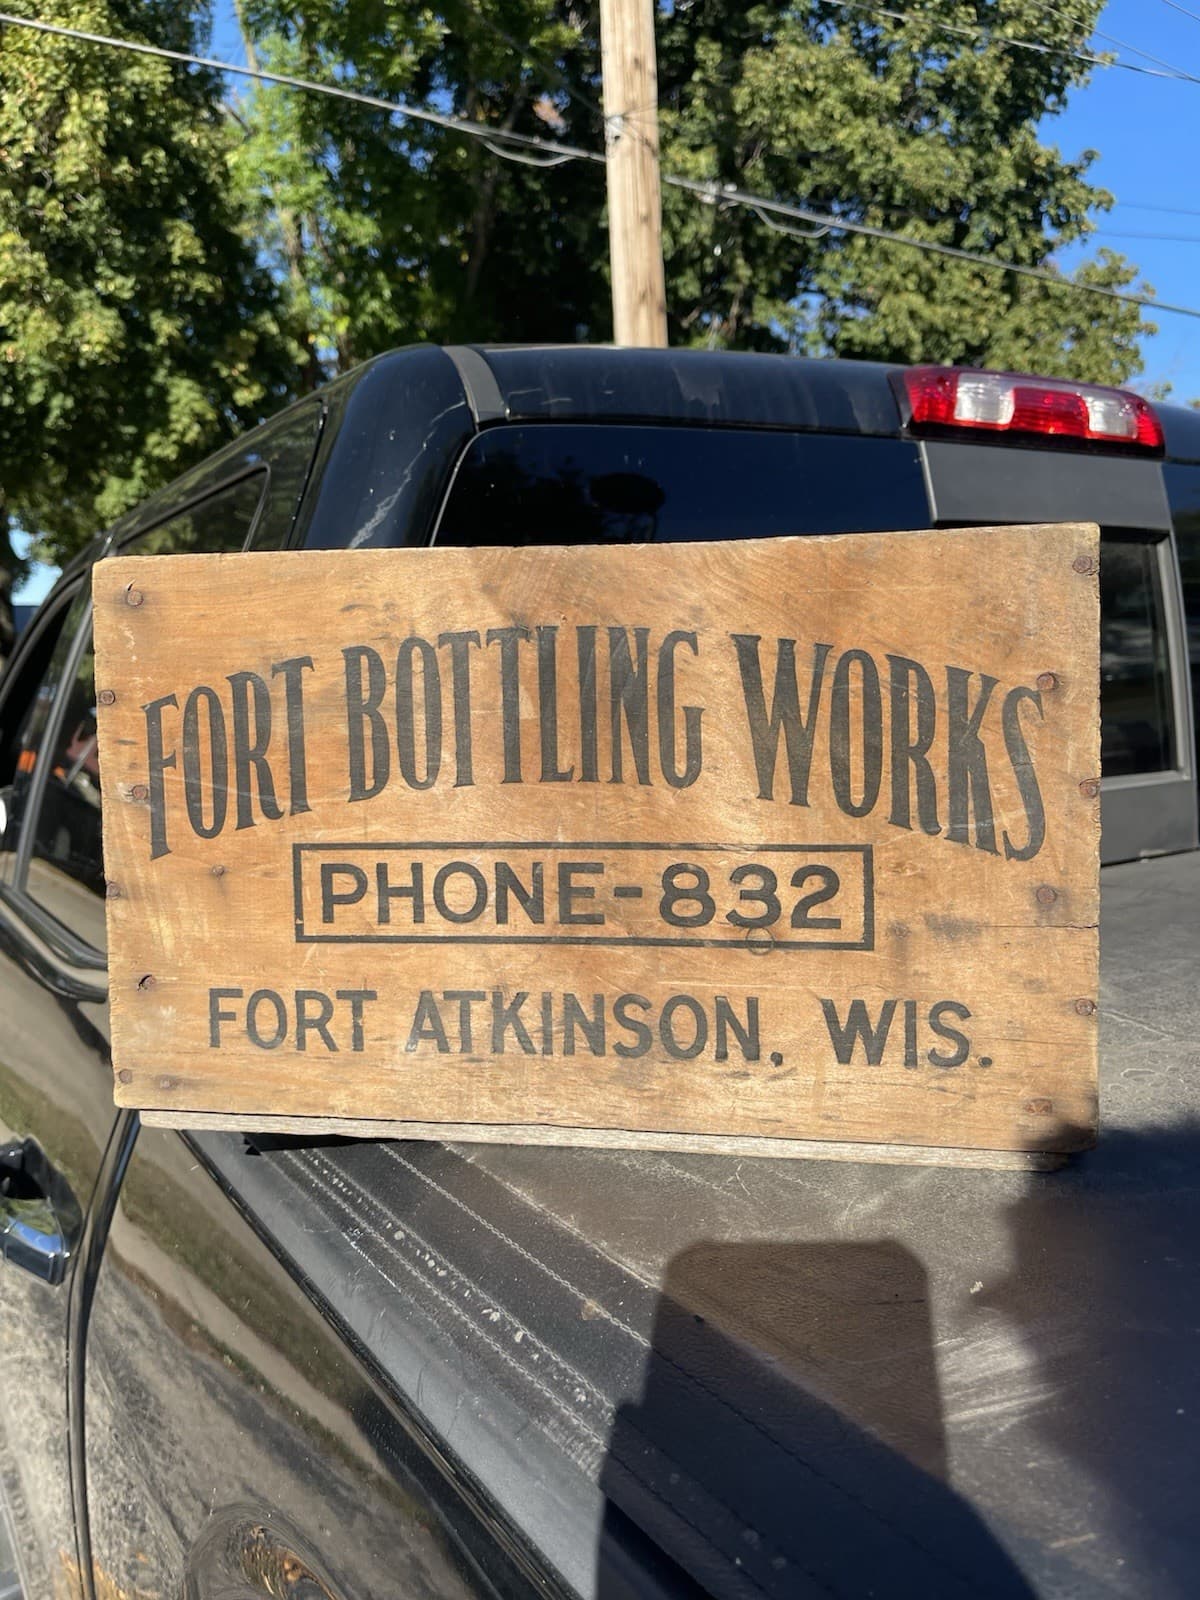 FORT BOTTLING WORKS
PHONE-832
FORT ATKINSON, WIS.